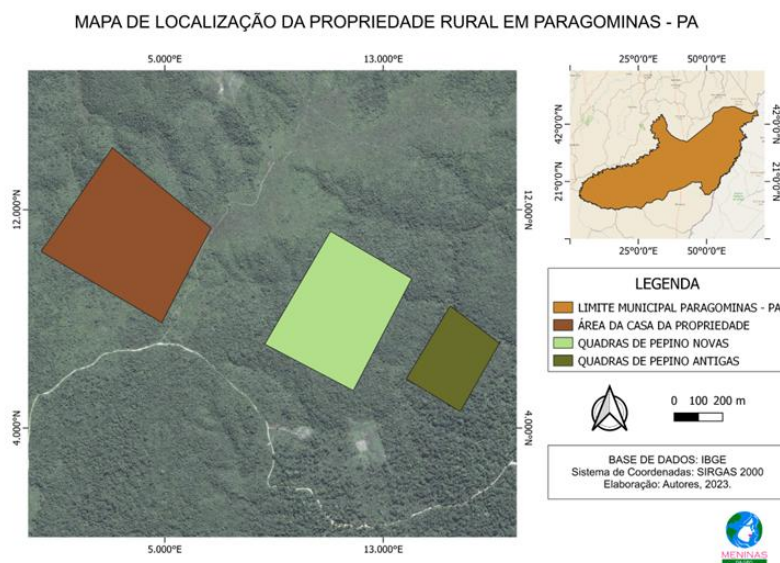 MAPA DE LOCALIZAÇÃO DA PROPRIEDADE RURAL EM PARAGOMINAS - PA
5.000°E 13.000°E
12.000°N 12.000°N
4.000°N 4.000°N
5.000°E 13.000°E
25°0'0"E 50°0'0"E
42°0'0"N
21°0'0"N 21°0'0"N
25°0'0"E 50°0'0"E
LEGENDA
LIMITE MUNICIPAL PARAGOMINAS - PA
ÁREA DA CASA DA PROPRIEDADE
QUADRAS DE PEPINO NOVAS
QUADRAS DE PEPINO ANTIGAS
0 100 200 m
BASE DE DADOS: IBGE
Sistema de Coordenadas: SIRGAS 2000
Elaboração: Autores, 2023.
MENINAS